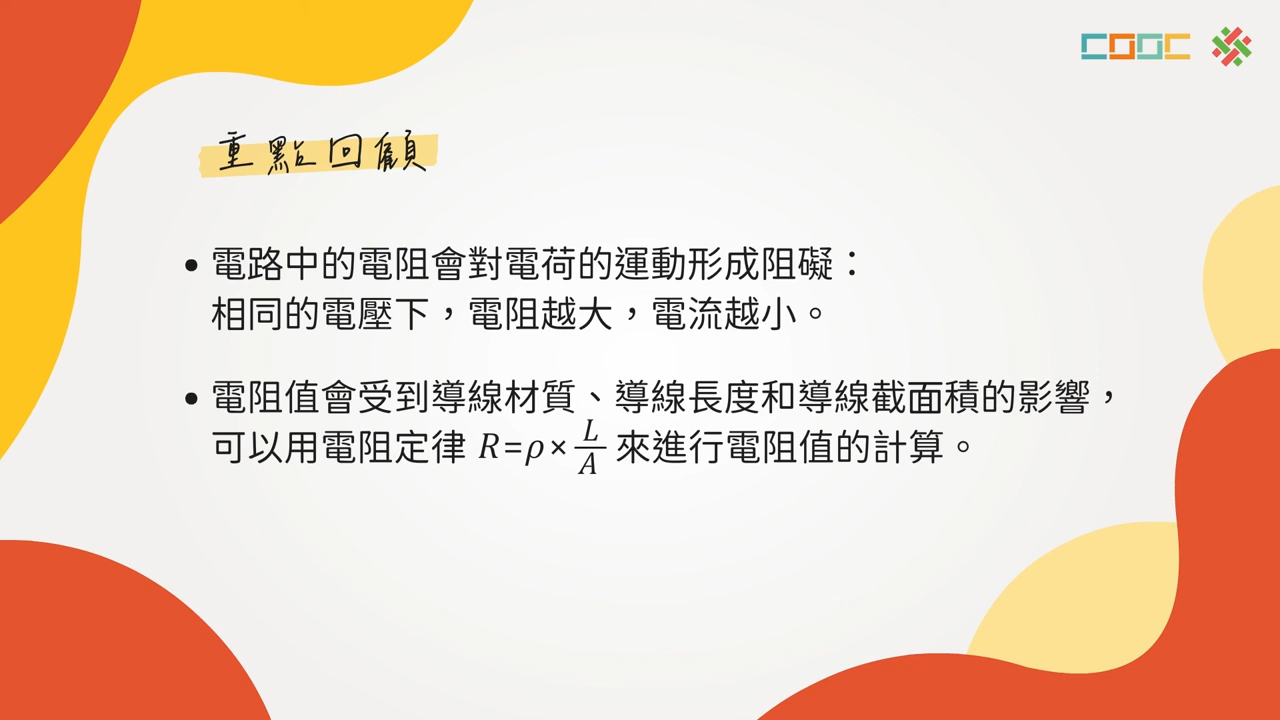 COOC
重點回顧
• 電路中的電阻會對電荷的運動形成阻礙：
相同的電壓下，電阻越大，電流越小。
• 電阻值會受到導線材質、導線長度和導線截面積的影響，
可以用電阻定律 R=ρ×L/A 來進行電阻值的計算。